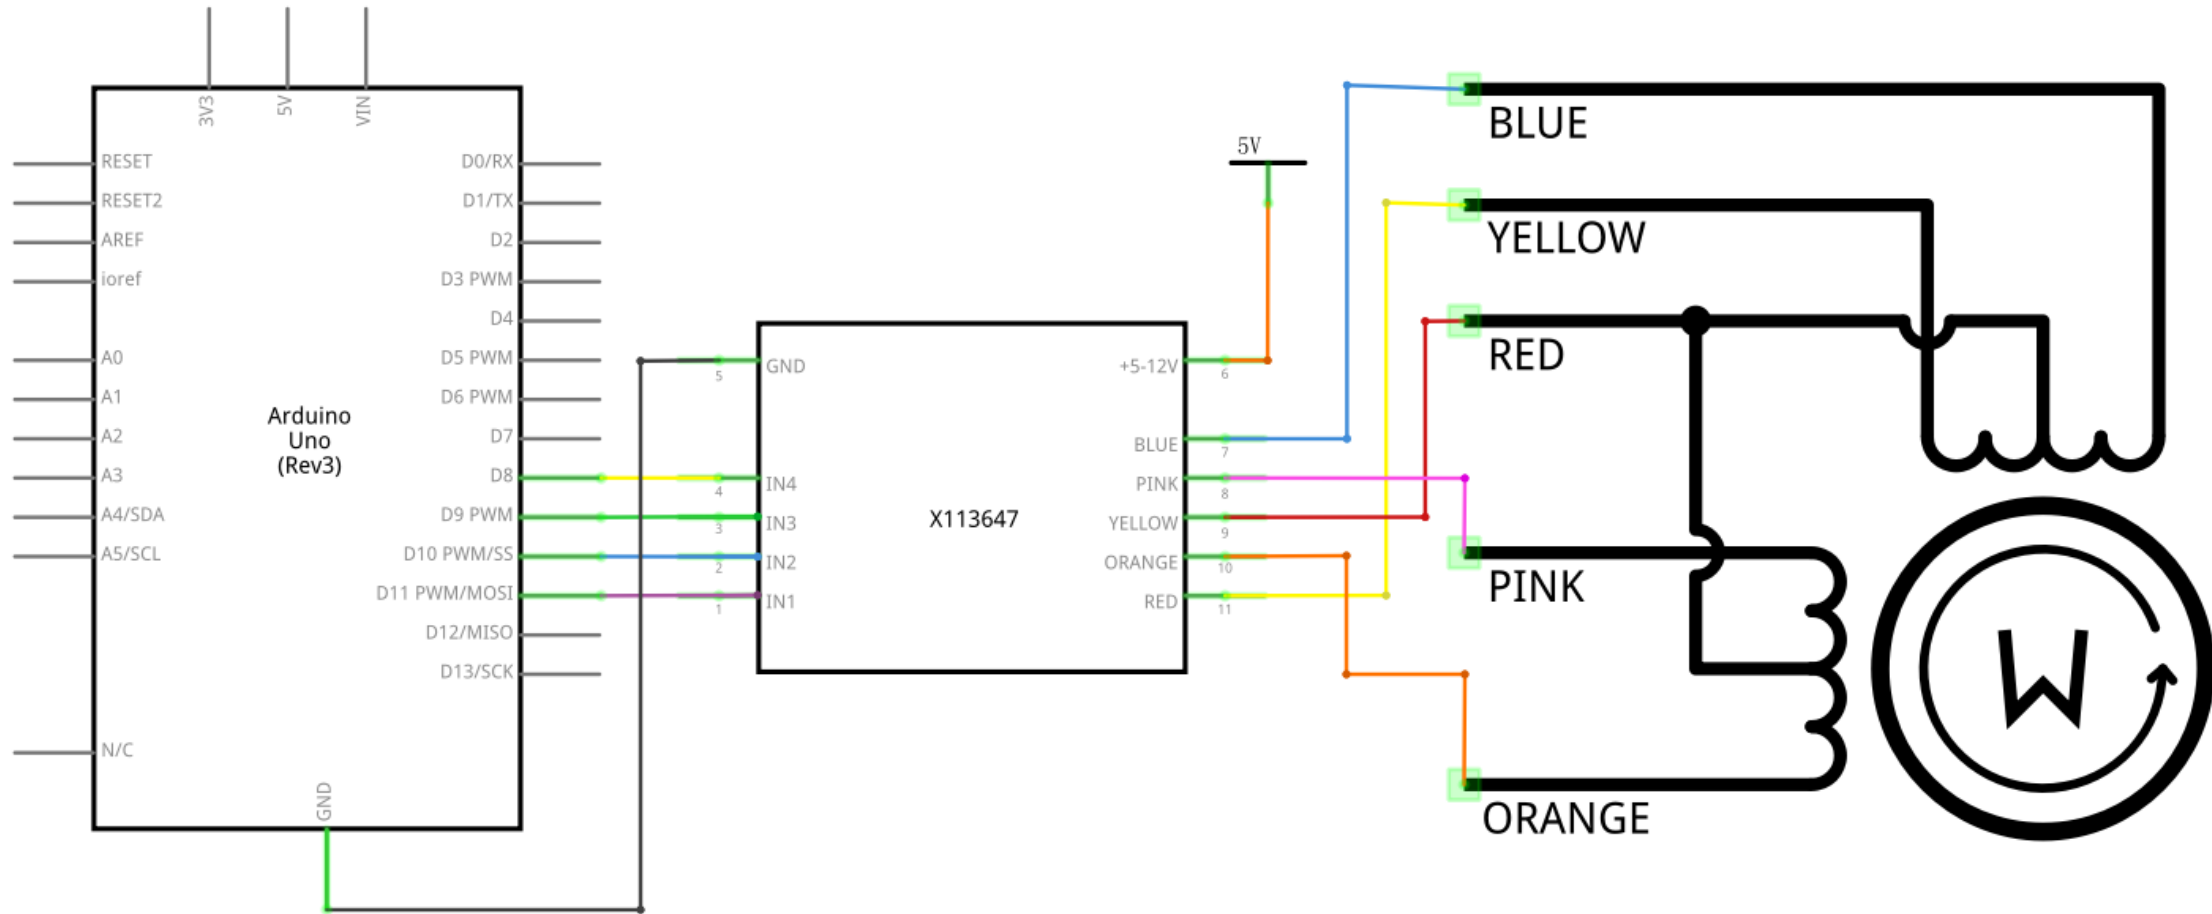 3V3
5V
VIN
RESET
RESET2
AREF
ioref
A0
A1
A2
A3
A4/SDA
A5/SCL
N/C
Arduino
Uno
(Rev3)
D0/RX
D1/TX
D2
D3 PWM
D4
D5 PWM
D6 PWM
D7
D8
D9 PWM
D10 PWM/SS
D11 PWM/MOSI
D12/MISO
D13/SCK
GND
5
GND
4
IN4
3
IN3
2
IN2
1
IN1
X113647
5V
+5-12V
6
BLUE
7
PINK
8
YELLOW
9
ORANGE
10
RED
11
BLUE
YELLOW
RED
PINK
ORANGE